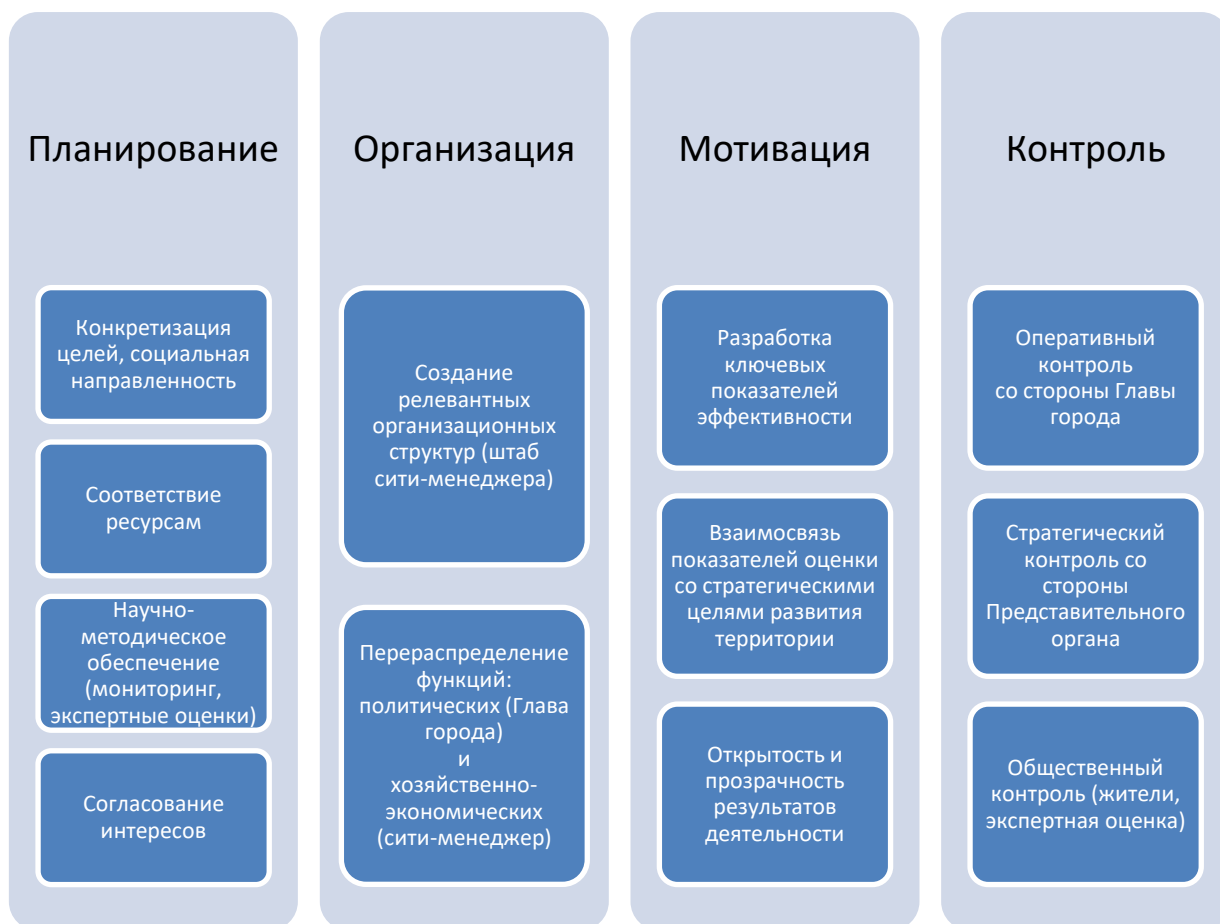 Планирование
Конкретизация
целей, социальная
направленность
Соответствие
ресурсам
Научно-
методическое
обеспечение
(мониторинг,
экспертные оценки)
Согласование
интересов
Организация
Создание
релевантных
организационных
структур (штаб
сити-менеджера)
Перераспределение
функций:
политических (Глава
города)
и
хозяйственно-
экономических
(сити-менеджер)
Мотивация
Разработка
ключевых
показателей
эффективности
Взаимосвязь
показателей оценки
со стратегическими
целями развития
территории
Открытость и
прозрачность
результатов
деятельности
Контроль
Оперативный
контроль
со стороны Главы
города
Стратегический
контроль со
стороны
Представительного
органа
Общественный
контроль (жители,
экспертная оценка)